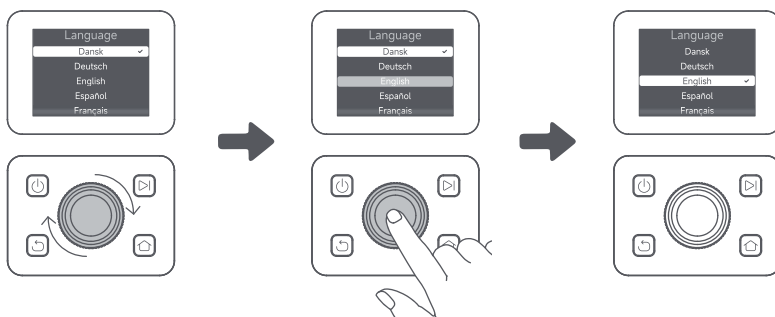 Language
Dansk
Deutsch
English
Español
Français
Language
Dansk
Deutsch
English
Español
Français
Language
Dansk
Deutsch
English
Español
Français